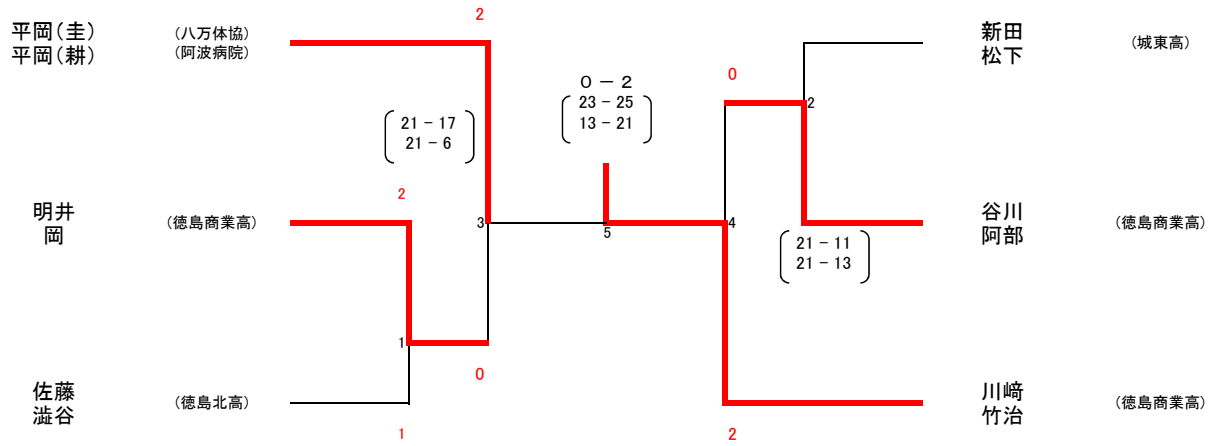 平岡(圭)
平岡(耕)
(八万体協)
(阿波病院)
2
21 - 17
21 - 6
2
明井
岡
(徳島商業高)
3
1
0
佐藤
澁谷
(徳島北高)
1
0 - 2
23 - 25
13 - 21
5
新田
松下
(城東高)
0
2
谷川
阿部
(徳島商業高)
4
21 - 11
21 - 13
川﨑
竹治
(徳島商業高)
2